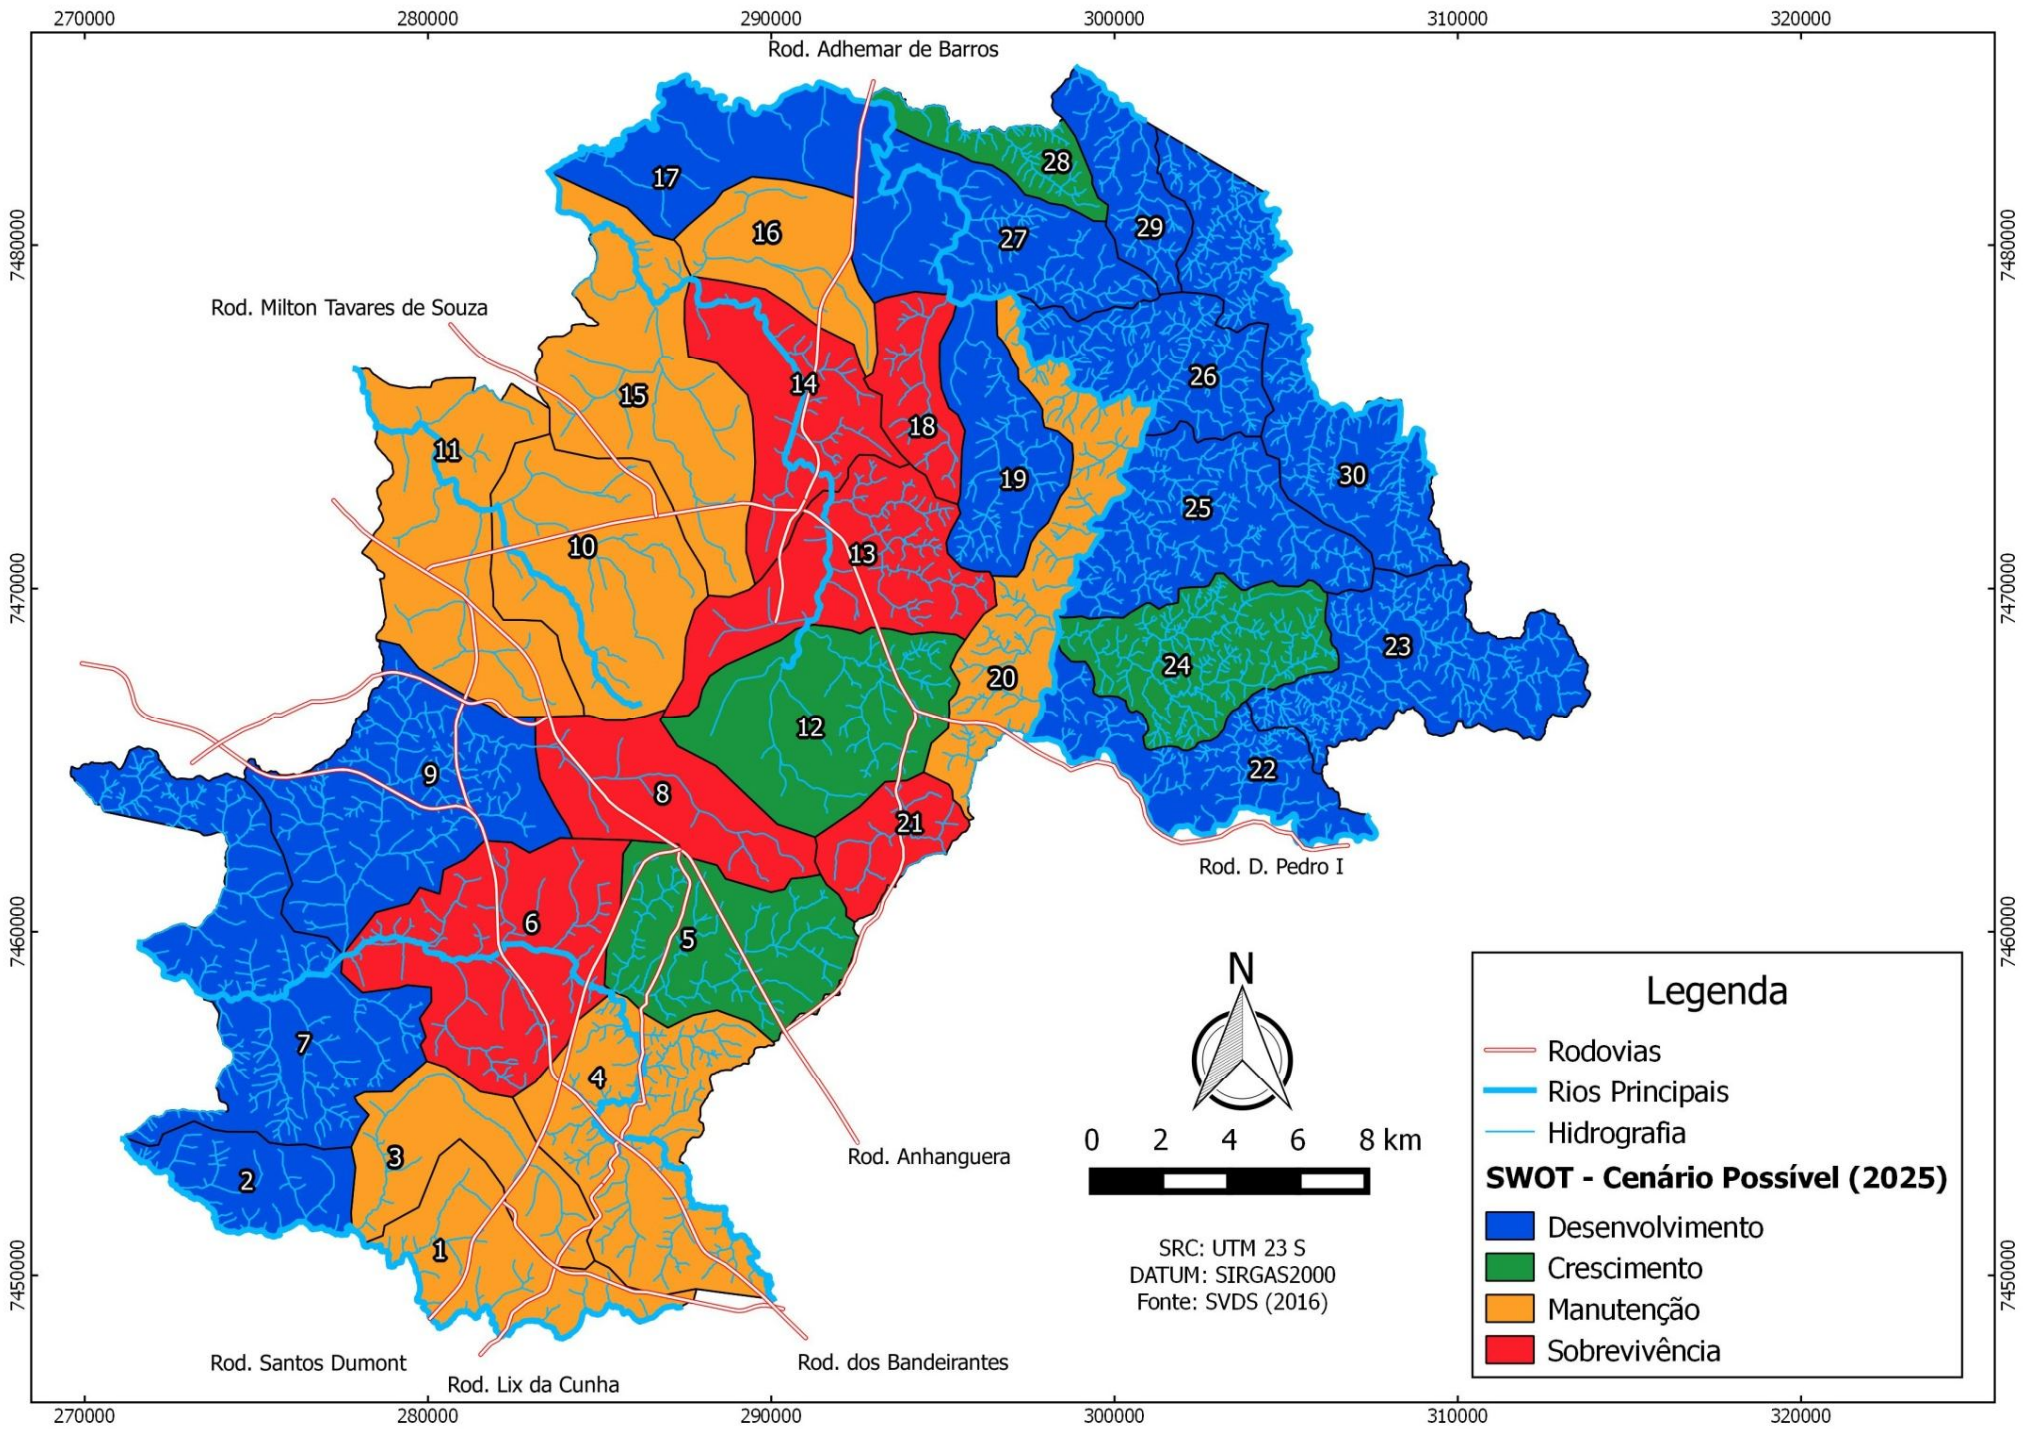 270000 280000 290000 300000 310000 320000
Rod. Adhemar de Barros
28
17
29
16
27
7480000
7480000
Rod. Milton Tavares de Souza
26
14
15
18
11
30
19
25
10
13
7470000
7470000
23
24
20
12
22
9
8
21
Rod. D. Pedro I
6
5
7460000
7460000
N
Legenda
7
Rodovias
4
Rios Principais
0 2 4 6 8 km
Hidrografia
3
Rod. Anhanguera
2
SWOT - Cenário Possível (2025)
1
Desenvolvimento
SRC: UTM 23 S
Crescimento
DATUM: SIRGAS2000
7450000
7450000
Fonte: SVDS (2016)
Manutenção
Sobrevivência
Rod. Santos Dumont
Rod. dos Bandeirantes
Rod. Lix da Cunha
270000 280000 290000 300000 310000 320000